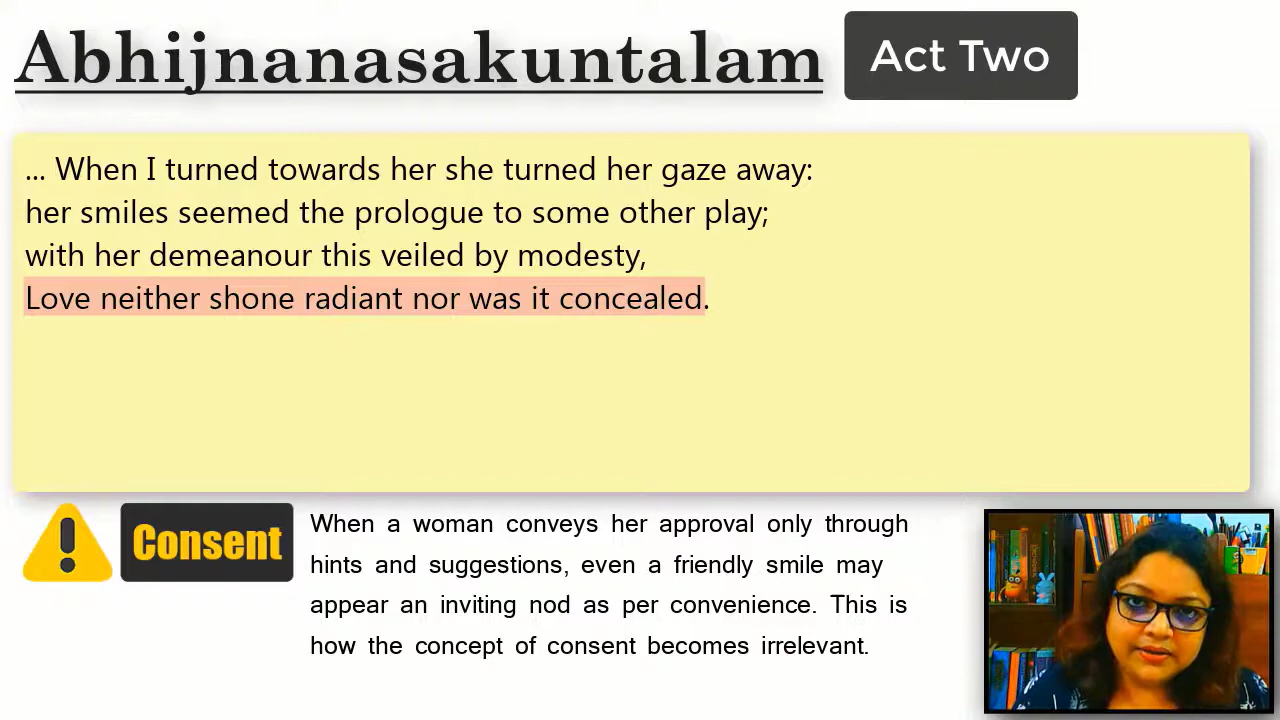 Abhijnanasakuntalam
Act Two
... When I turned towards her she turned her gaze away:
her smiles seemed the prologue to some other play;
with her demeanour this veiled by modesty,
Love neither shone radiant nor was it concealed.
Consent
When a woman conveys her approval only through
hints and suggestions, even a friendly smile may
appear an inviting nod as per convenience. This is
how the concept of consent becomes irrelevant.